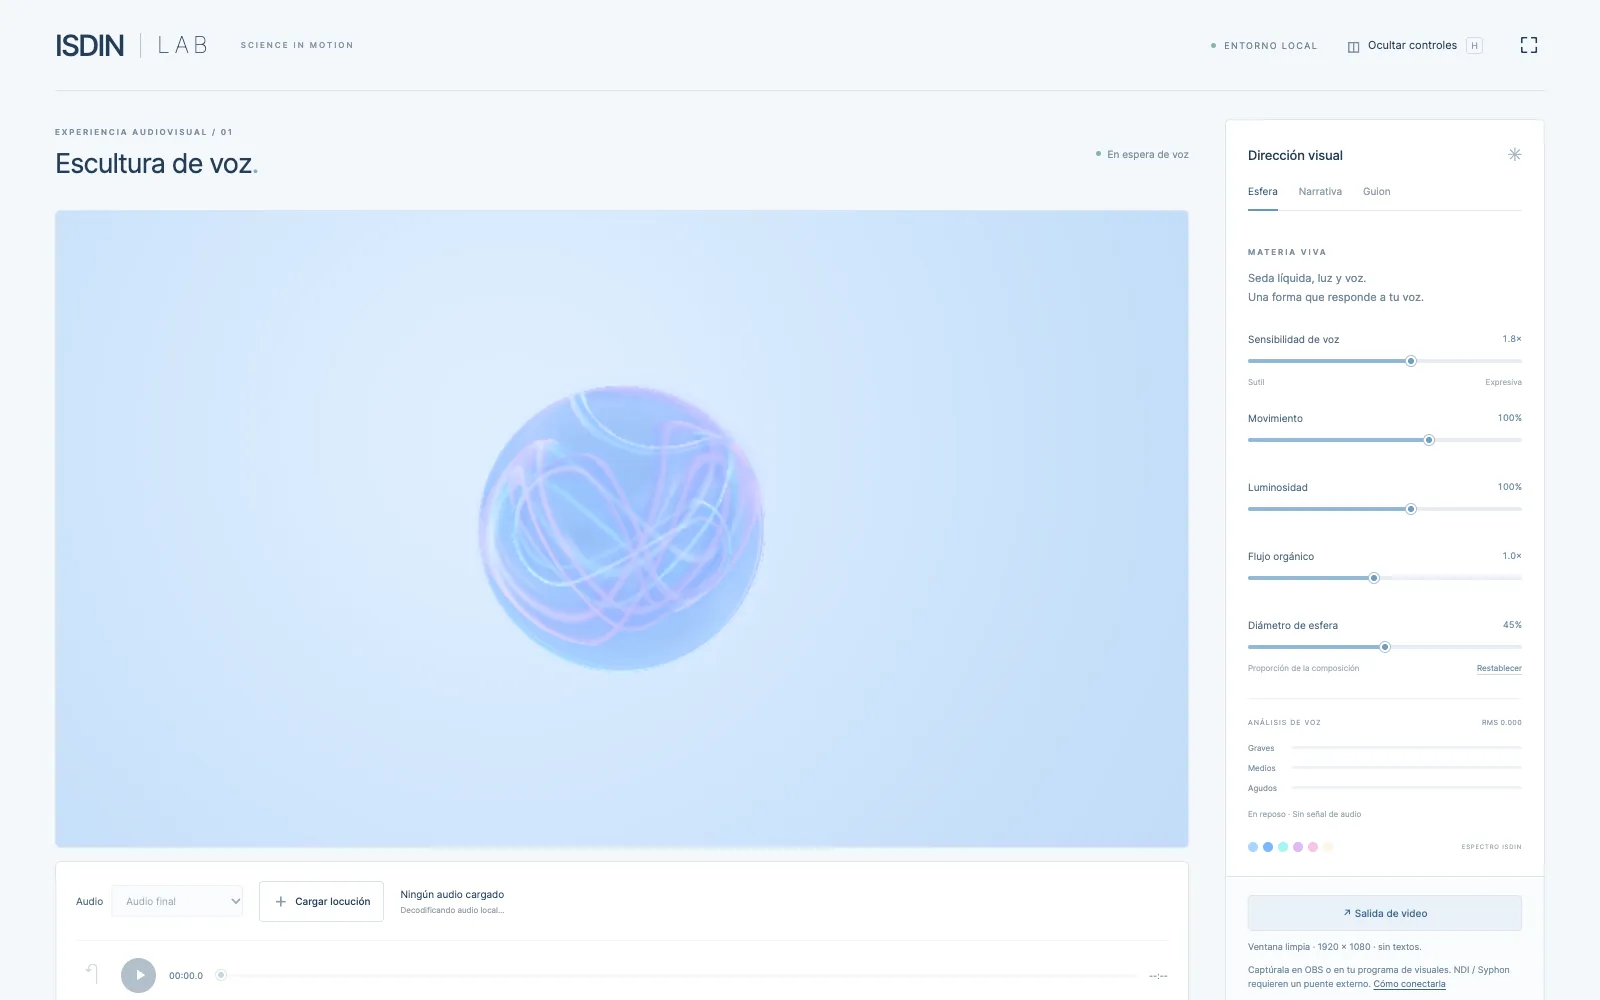 ISDIN LAB SCIENCE IN MOTION
ENTORNO LOCAL Ocultar controles H
EXPERIENCIA AUDIOVISUAL / 01
Escultura de voz.
En espera de voz
Dirección visual
Esfera Narrativa Guion
MATERIA VIVA
Seda líquida, luz y voz.
Una forma que responde a tu voz.
Sensibilidad de voz 1.8×
Sutil Expresiva
Movimiento 100%
Luminosidad 100%
Flujo orgánico 1.0×
Diámetro de esfera 45%
Proporción de la composición Restablecer
ANÁLISIS DE VOZ RMS 0.000
Graves
Medios
Agudos
En reposo · Sin señal de audio
ESPECTRO ISDIN
↗ Salida de video
Ventana limpia · 1920 × 1080 · sin textos.
Captúrala en OBS o en tu programa de visuales. NDI / Syphon
requieren un puente externo. Cómo conectarla
Audio Audio final + Cargar locución Ningún audio cargado
Decodificando audio local...
00:00.0 --:--